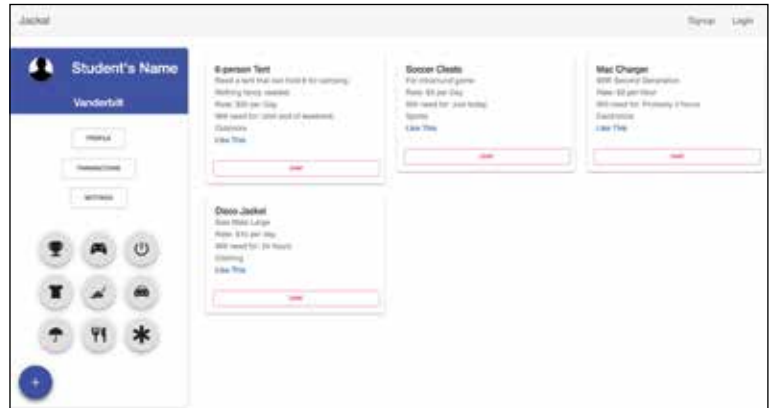 Jackal
Signup Login
Student's Name
Vanderbilt
PROFILE
TRANSACTIONS
SETTINGS
6-person Tent
Need a tent that can hold 6 for camping.
Nothing fancy needed
Rate: $20 per Day
Will need for: Until end of weekend
Outdoors
Like This
Soccer Cleats
For intramural game
Rate: $5 per Day
Will need for: Just today
Sports
Like This
Mac Charger
Second Generation
Rate: $2 per Hour
Will need for: Probably 3 hours
Electronics
Like This
Disco Jacket
Size Male Large
Rate: $10 per day
Will need for: 24 hours
Clothing
Like This